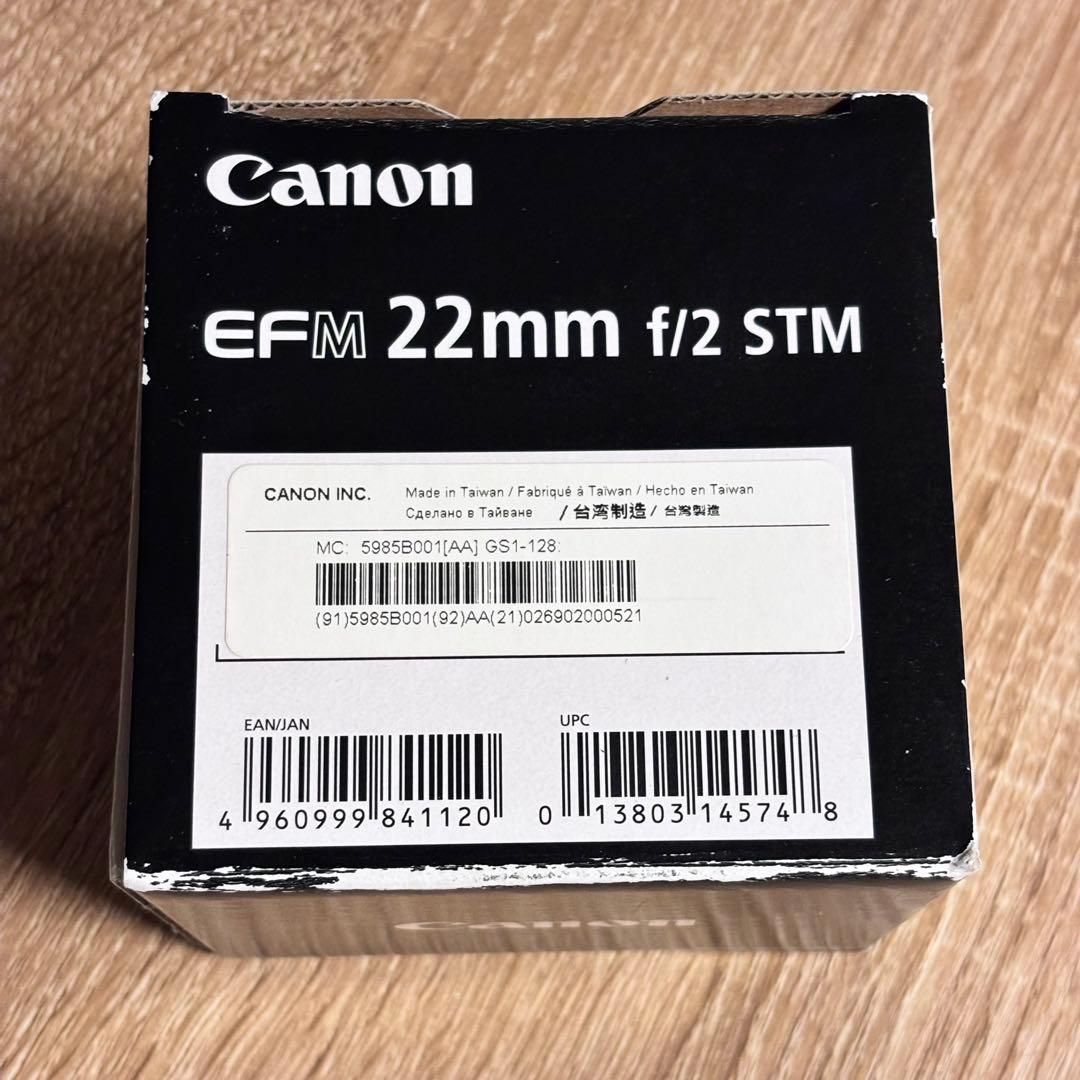 Canon
EFM 22mm f/2 STM
CANON INC. Made in Taiwan / Fabriqué à Taïwan / Hecho en Taiwan
Сделано в Тайване / 台湾制造 / 台灣製造
MC: 5985B001[AA] GS1-128:
(91)5985B001(92)AA(21)026902000521
EAN/JAN UPC
4 960999 841120 0 13803 14574 8
Canon